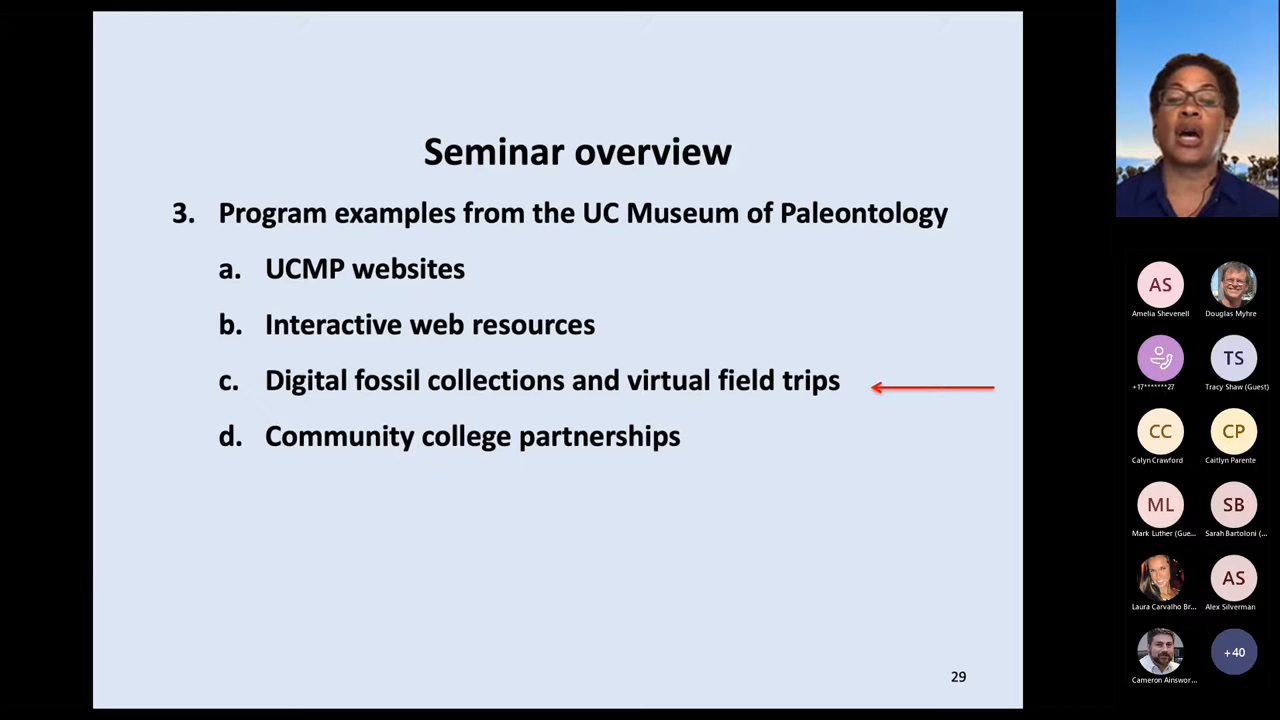 Seminar overview
3. Program examples from the UC Museum of Paleontology
a. UCMP websites
b. Interactive web resources
c. Digital fossil collections and virtual field trips
d. Community college partnerships
29
AS
Amelia Shevenell
Douglas Myhre
+17*******27
TS
Tracy Shaw (Guest)
CC
Calyn Crawford
CP
Caitlyn Parente
ML
Mark Luther (Gue...
SB
Sarah Bartoloni (...
Laura Carvalho Br...
AS
Alex Silverman
Cameron Ainswor...
+40